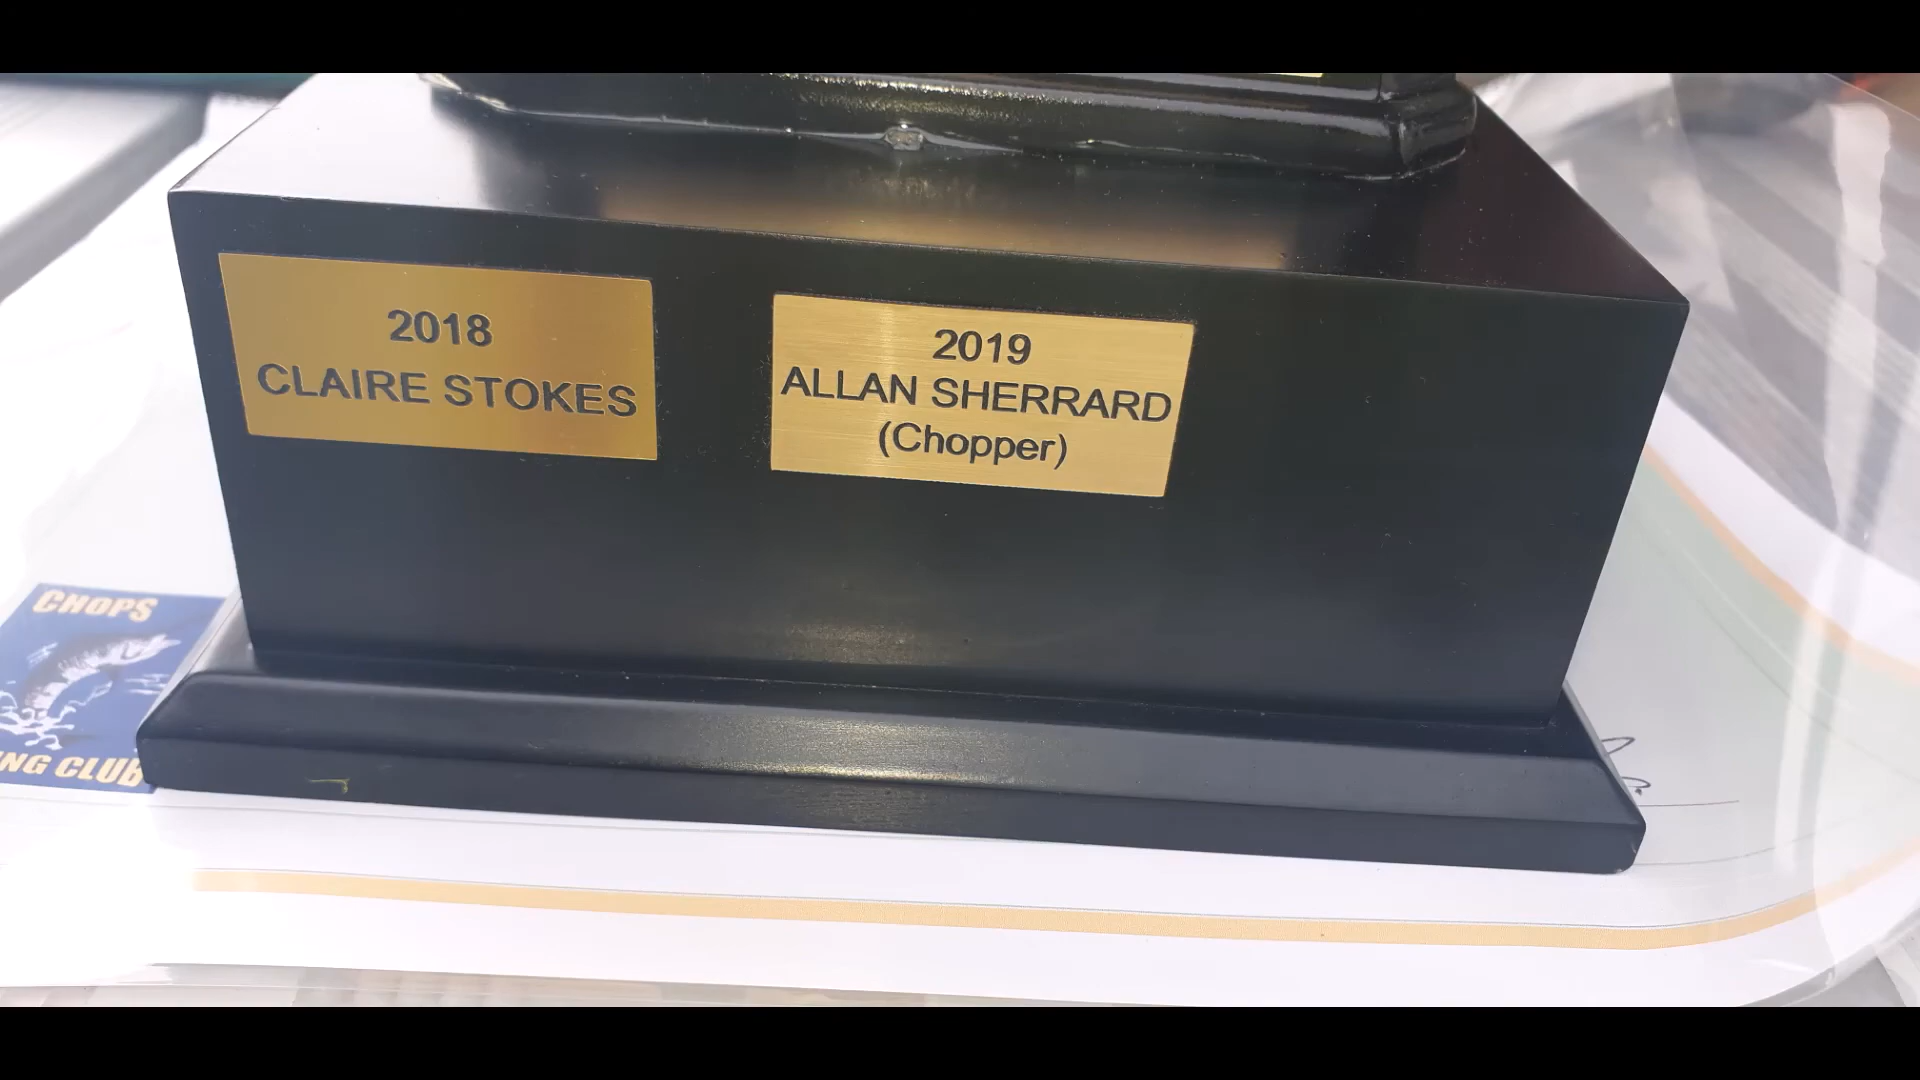 2018
CLAIRE STOKES
2019
ALLAN SHERRARD
(Chopper)
CHOPS
NG CLUB